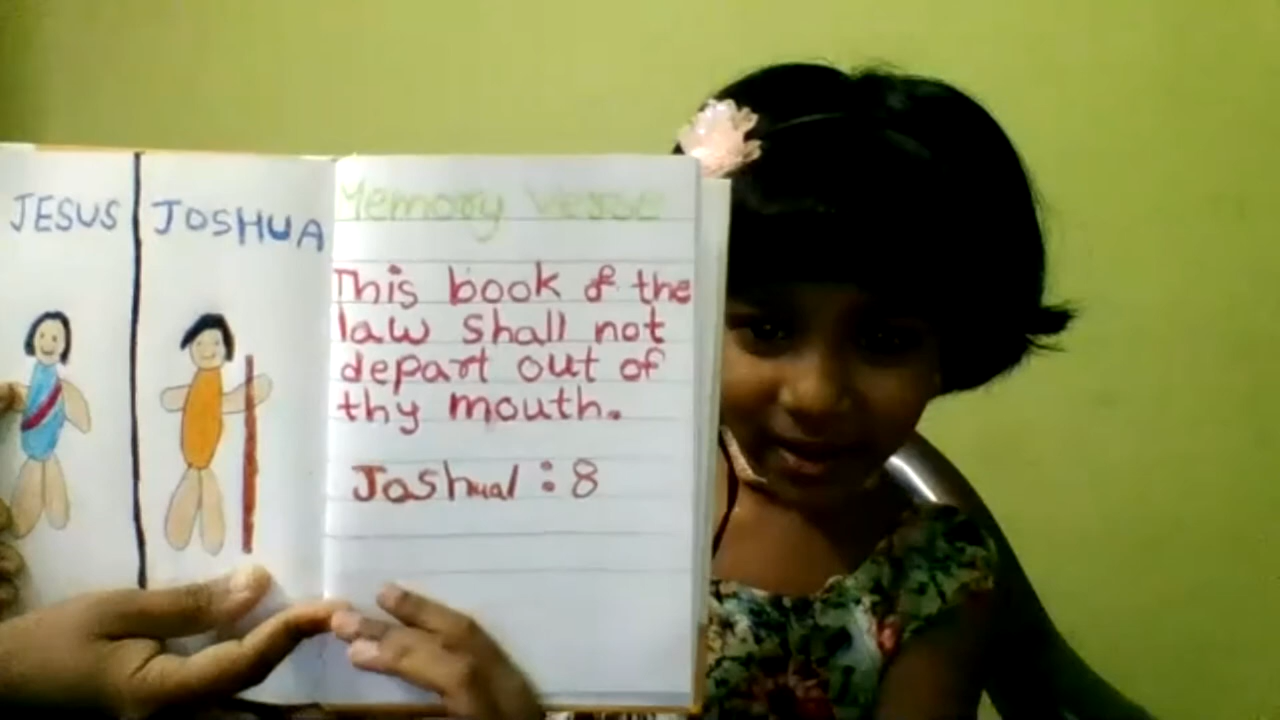 JESUS
JOSHUA
Memory Verse
This book of the
law shall not
depart out of
thy mouth.
Joshua1:8